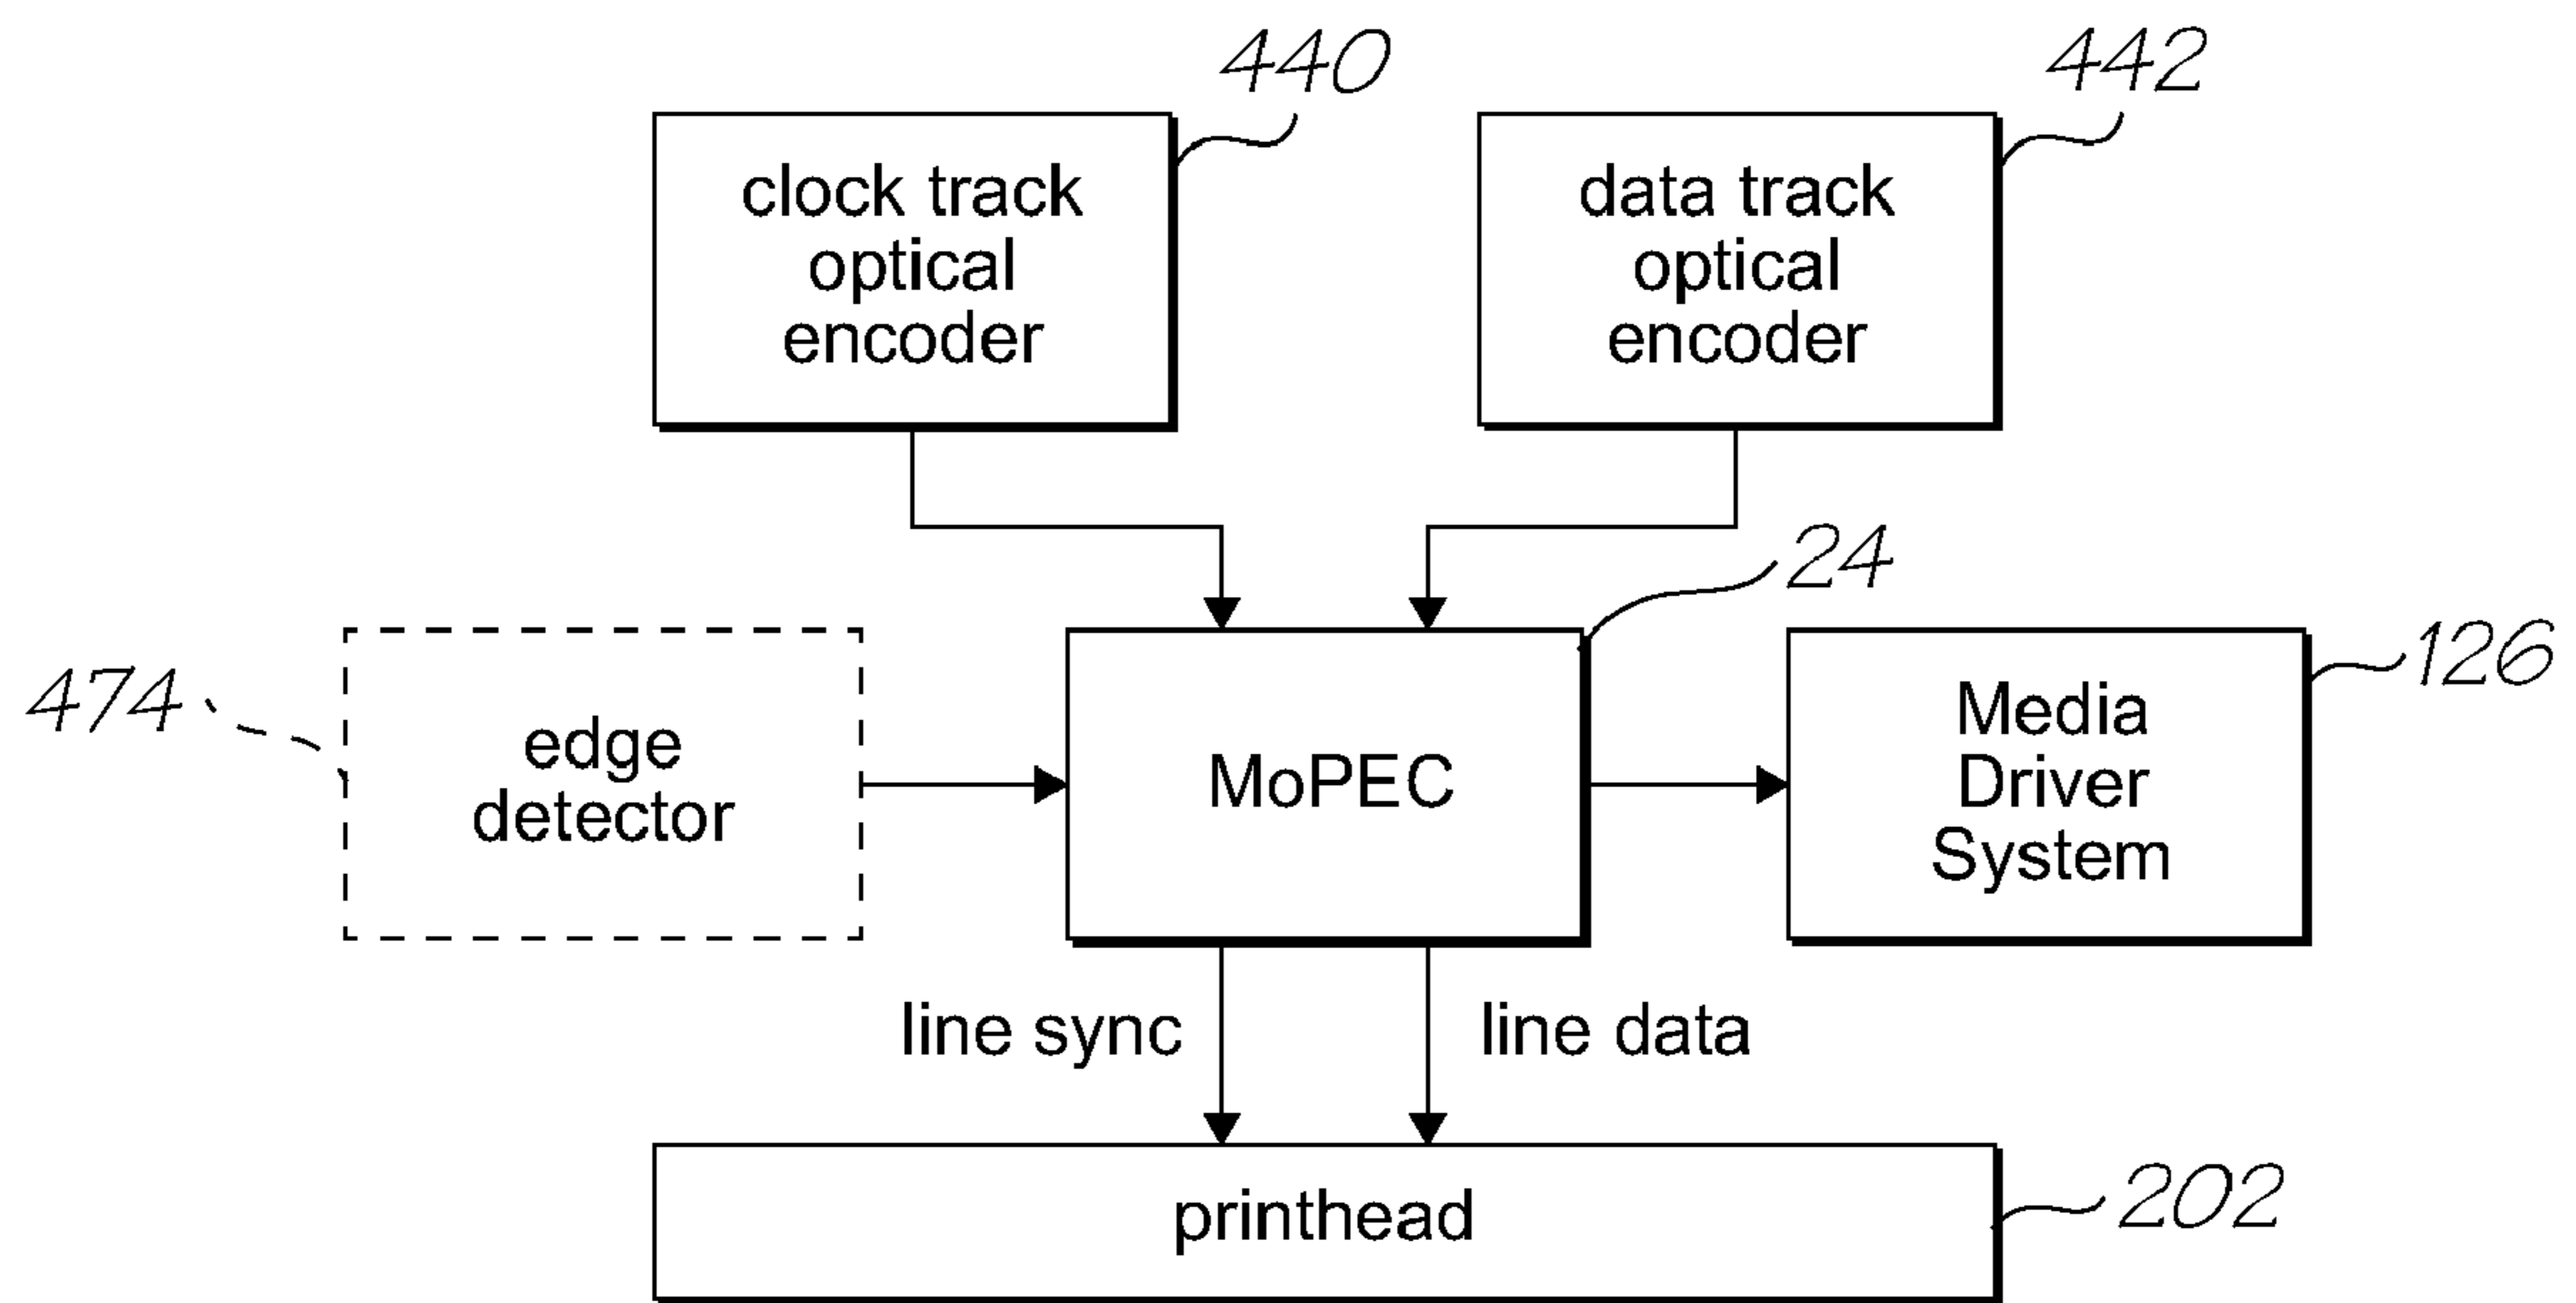 440
442
clock track
optical
encoder
data track
optical
encoder
24
474
edge
detector
MoPEC
126
Media
Driver
System
line sync
line data
printhead
202